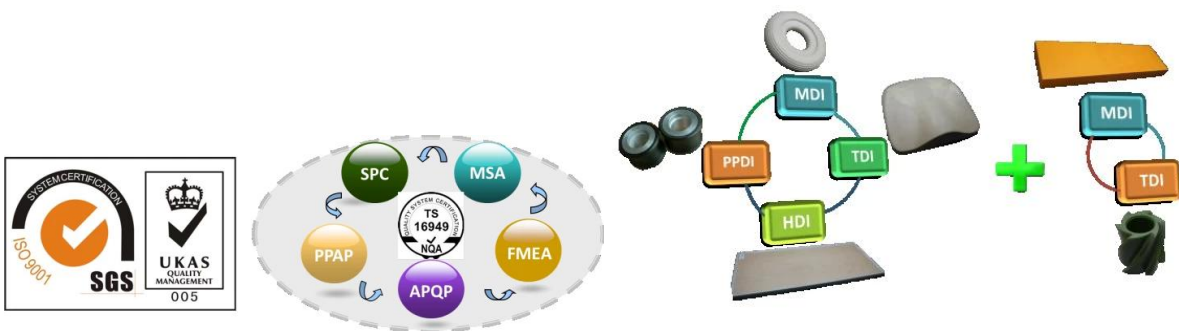 SYSTEM CERTIFICATION
ISO 9001
SGS
UKAS
QUALITY
MANAGEMENT
005
SPC
MSA
PPAP
FMEA
APQP
QUALITY SYSTEM CERTIFICATION
TS
16949
NQA
MDI
PPDI
TDI
HDI
MDI
TDI